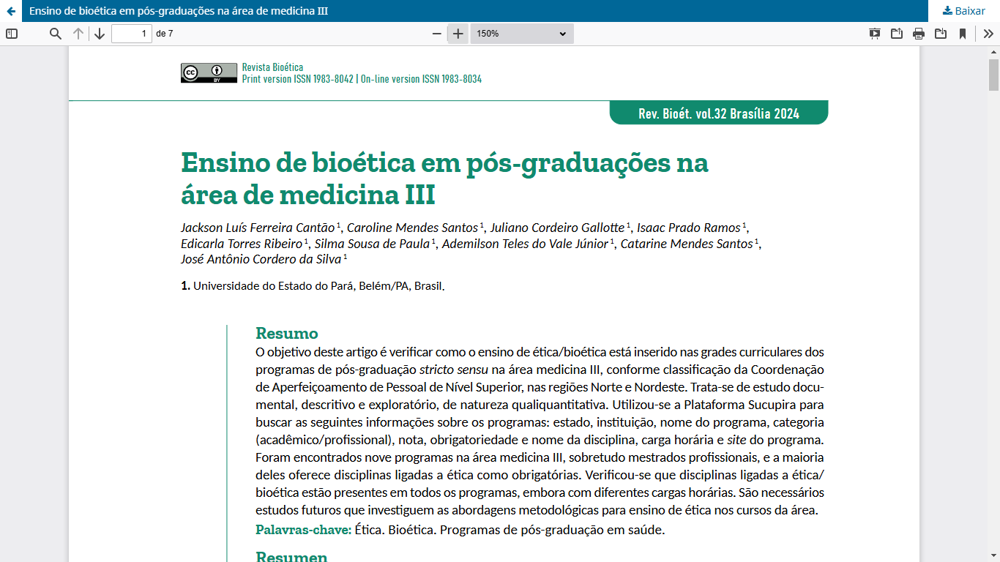 Ensino de bioética em pós-graduações na área de medicina III
Baixar
1 de 7
150%
cc BY
Revista Bioética
Print version ISSN 1983-8042 | On-line version ISSN 1983-8034
Rev. Bioét. vol.32 Brasília 2024
Ensino de bioética em pós-graduações na
área de medicina III
Jackson Luís Ferreira Cantão 1, Caroline Mendes Santos 1, Juliano Cordeiro Gallotte 1, Isaac Prado Ramos 1,
Edicarla Torres Ribeiro 1, Silma Sousa de Paula 1, Ademilson Teles do Vale Júnior 1, Catarine Mendes Santos 1,
José Antônio Cordero da Silva 1
1. Universidade do Estado do Pará, Belém/PA, Brasil.
Resumo
O objetivo deste artigo é verificar como o ensino de ética/bioética está inserido nas grades curriculares dos
programas de pós-graduação stricto sensu na área medicina III, conforme classificação da Coordenação
de Aperfeiçoamento de Pessoal de Nível Superior, nas regiões Norte e Nordeste. Trata-se de estudo docu-
mental, descritivo e exploratório, de natureza qualiquantitativa. Utilizou-se a Plataforma Sucupira para
buscar as seguintes informações sobre os programas: estado, instituição, nome do programa, categoria
(acadêmico/profissional), nota, obrigatoriedade e nome da disciplina, carga horária e site do programa.
Foram encontrados nove programas na área medicina III, sobretudo mestrados profissionais, e a maioria
deles oferece disciplinas ligadas a ética como obrigatórias. Verificou-se que disciplinas ligadas a ética/
bioética estão presentes em todos os programas, embora com diferentes cargas horárias. São necessários
estudos futuros que investiguem as abordagens metodológicas para ensino de ética nos cursos da área.
Palavras-chave: Ética. Bioética. Programas de pós-graduação em saúde.
Resumen